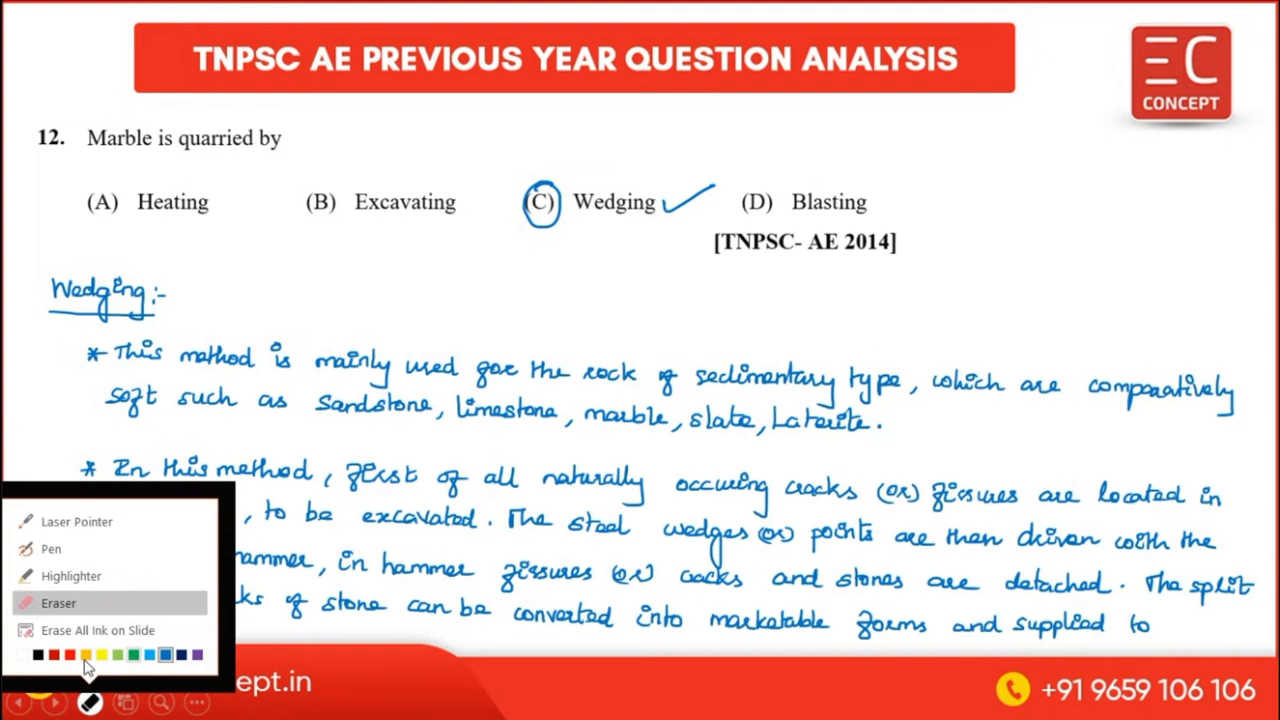 TNPSC AE PREVIOUS YEAR QUESTION ANALYSIS
EC
CONCEPT
12. Marble is quarried by
(A) Heating (B) Excavating (C) Wedging (D) Blasting
[TNPSC- AE 2014]
Wedging :-
* This method is mainly used for the rock of sedimentary type, which are comparatively
soft such as sandstone, limestone, marble, slate, Laterite.
* In this method, first of all naturally occuring cracks (or) fissures are located in
, to be excavated. The steel wedges (or) points are then driven with the
hammer, in hammer fissures (or) cracks and stones are detached. The split
ks of stone can be converted into marketable forms and supplied to
Laser Pointer
Pen
Highlighter
Eraser
Erase All Ink on Slide
ept.in
+91 9659 106 106